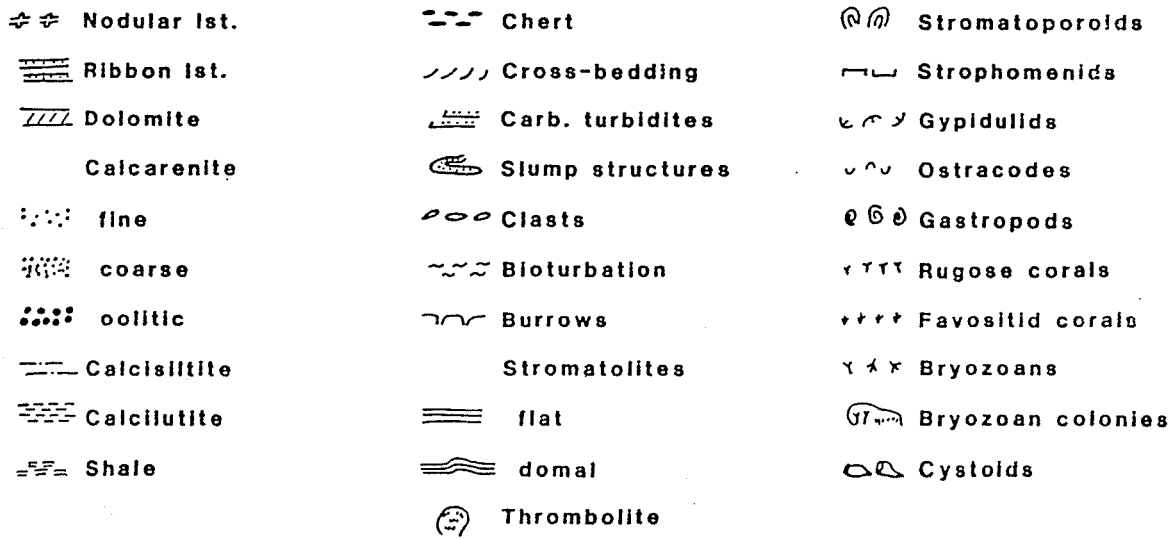 Nodular lst.
Ribbon lst.
Dolomite
Calcarenite
fine
coarse
oolitic
Calcisiltite
Calcilutite
Shale
Chert
Cross-bedding
Carb. turbidites
Slump structures
Clasts
Bioturbation
Burrows
Stromatolites
flat
domal
Thrombolite
Stromatoporoids
Strophomenids
Gypidulids
Ostracodes
Gastropods
Rugose corals
Favositid corals
Bryozoans
Bryozoan colonies
Cystoids